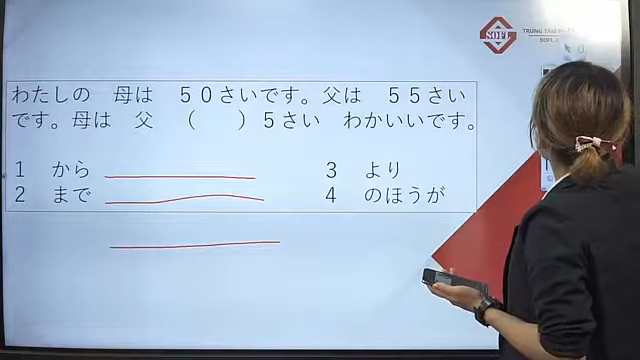 SOFL
わたしの　母は　５０さいです。父は　５５さい
です。母は　父　（　　）５さい　わかいいです。
1　から
2　まで
3　より
4　のほうが